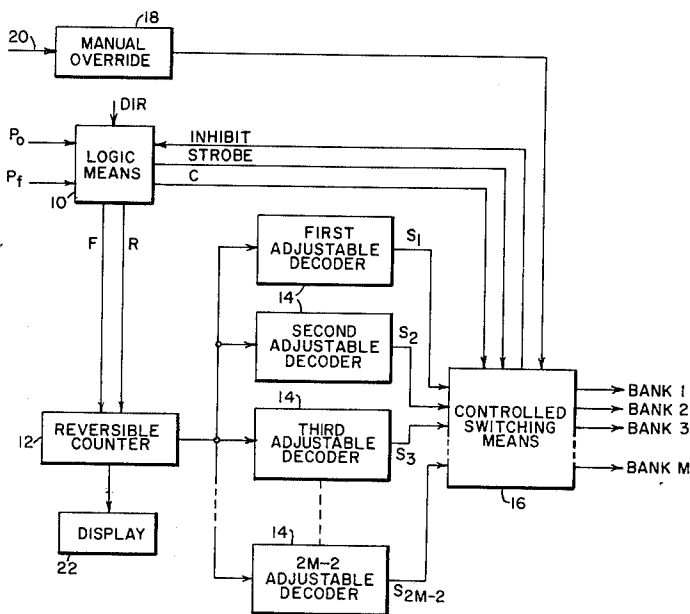 18
20
MANUAL
OVERRIDE
DIR
Po
Pf
LOGIC
MEANS
10
INHIBIT
STROBE
C
F
R
FIRST
ADJUSTABLE
DECODER
S1
14
SECOND
ADJUSTABLE
DECODER
S2
14
THIRD
ADJUSTABLE
DECODER
S3
12
REVERSIBLE
COUNTER
CONTROLLED
SWITCHING
MEANS
16
BANK 1
BANK 2
BANK 3
BANK M
DISPLAY
22
14
2M-2
ADJUSTABLE
DECODER
S2M-2